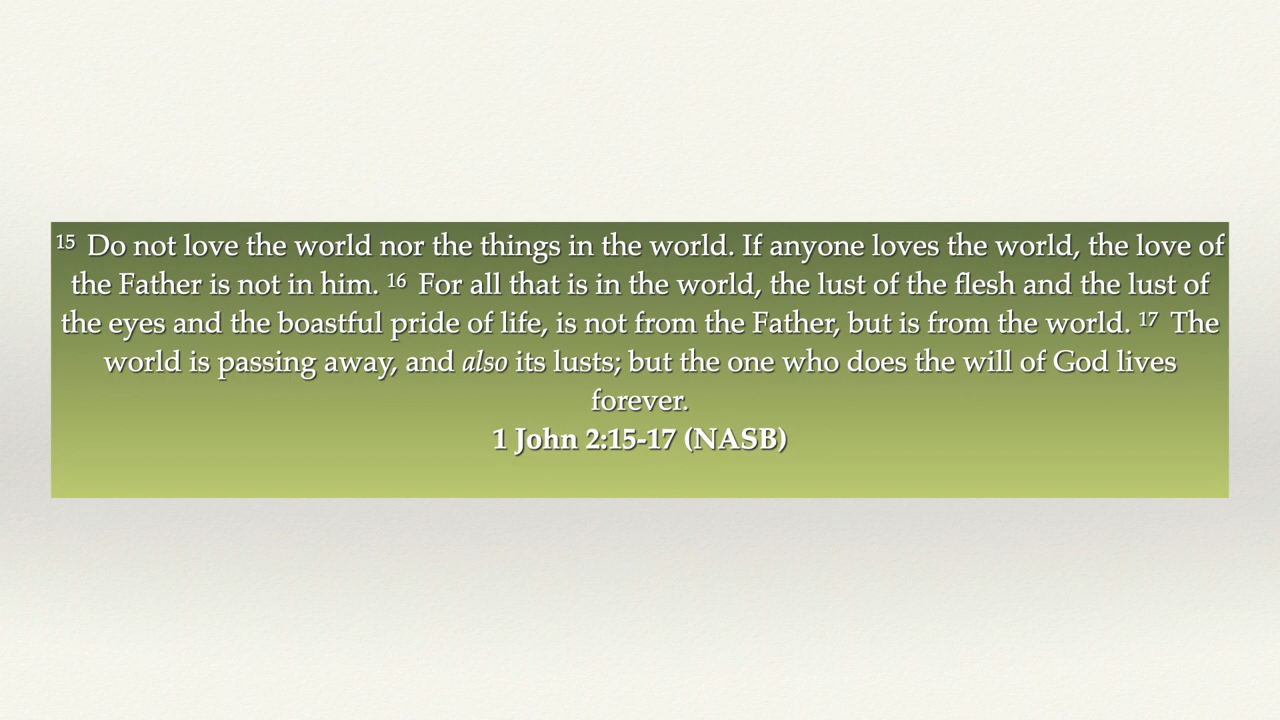 15 Do not love the world nor the things in the world. If anyone loves the world, the love of
the Father is not in him. 16 For all that is in the world, the lust of the flesh and the lust of
the eyes and the boastful pride of life, is not from the Father, but is from the world. 17 The
world is passing away, and also its lusts; but the one who does the will of God lives
forever.
1 John 2:15-17 (NASB)